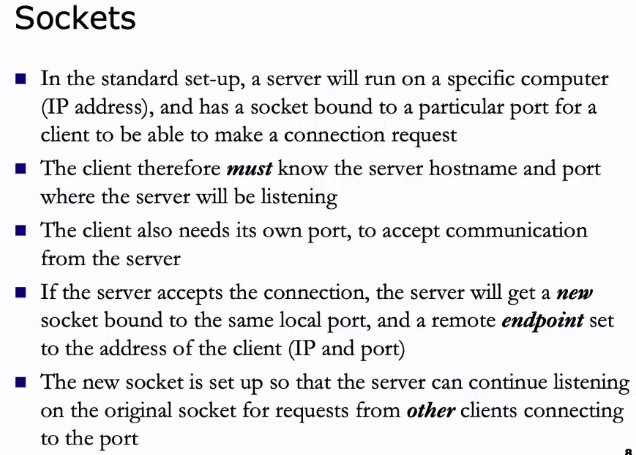 Sockets
In the standard set-up, a server will run on a specific computer
(IP address), and has a socket bound to a particular port for a
client to be able to make a connection request
The client therefore must know the server hostname and port
where the server will be listening
The client also needs its own port, to accept communication
from the server
If the server accepts the connection, the server will get a new
socket bound to the same local port, and a remote endpoint set
to the address of the client (IP and port)
The new socket is set up so that the server can continue listening
on the original socket for requests from other clients connecting
to the port
8